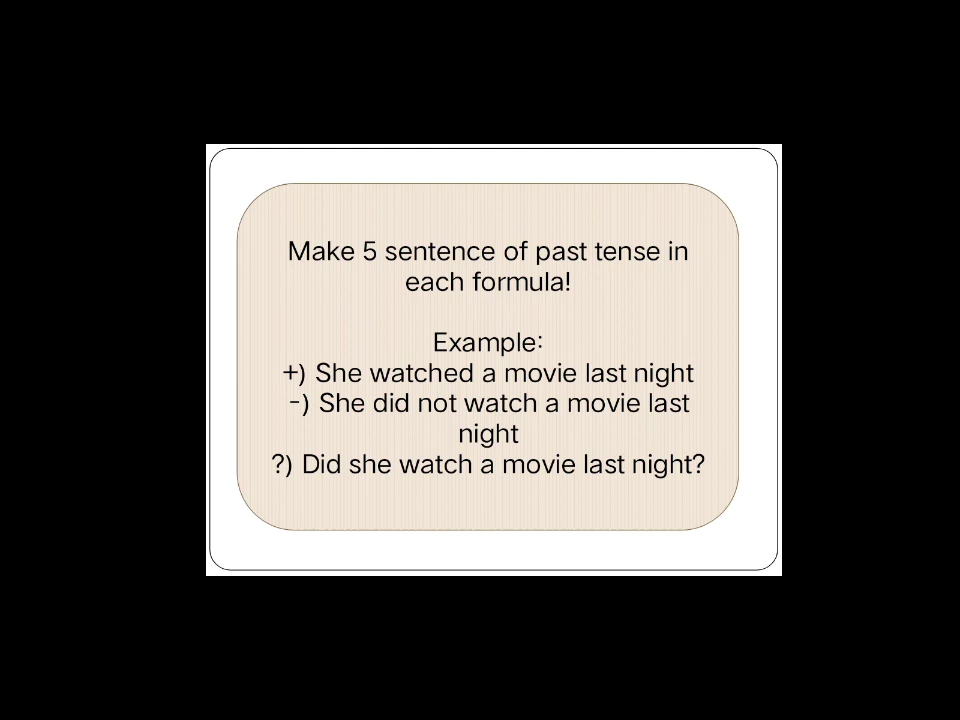 Make 5 sentence of past tense in
each formula!
Example:
+) She watched a movie last night
-) She did not watch a movie last
night
?) Did she watch a movie last night?